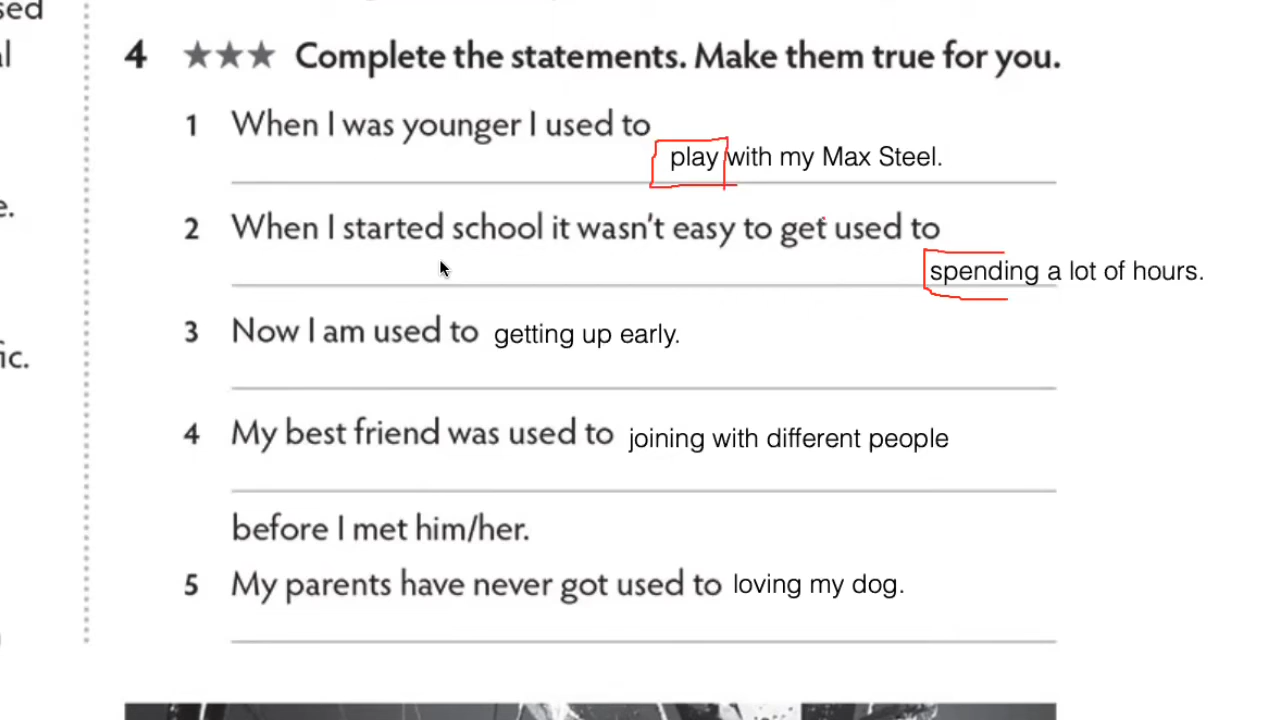 sed
al
4 ★★★ Complete the statements. Make them true for you.
1 When I was younger I used to
play with my Max Steel.
e.
2 When I started school it wasn't easy to get used to
spending a lot of hours.
3 Now I am used to getting up early.
fic.
4 My best friend was used to joining with different people
before I met him/her.
5 My parents have never got used to loving my dog.